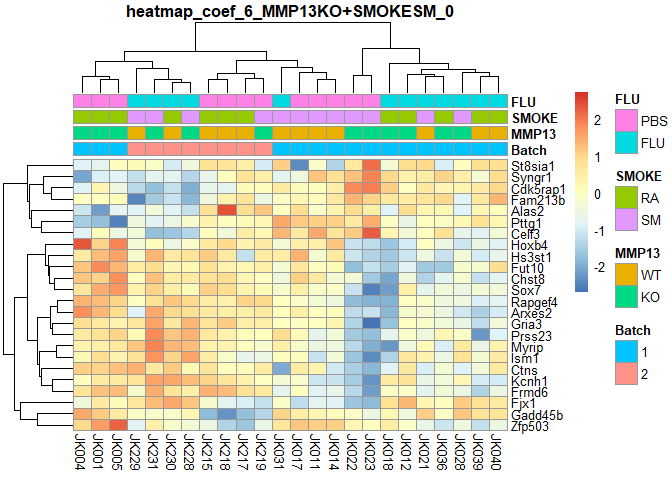 heatmap_coef_6_MMP13KO+SMOKESM_0
FLU
SMOKE
MMP13
Batch
St8sia1
Syngr1
Cdk5rap1
Fam213b
Alas2
Pttg1
Celf3
Hoxb4
Hs3st1
Fut10
Chst8
Sox7
Rapgef4
Arxes2
Gria3
Prss23
Myrip
Ism1
Ctns
Kcnh1
Frmd6
Fjx1
Gadd45b
Zfp503
JK004
JK001
JK005
JK229
JK231
JK230
JK228
JK215
JK218
JK217
JK219
JK031
JK017
JK011
JK014
JK022
JK023
JK018
JK012
JK021
JK036
JK028
JK039
JK040
2
1
0
-1
-2
FLU
PBS
FLU
SMOKE
RA
SM
MMP13
WT
KO
Batch
1
2